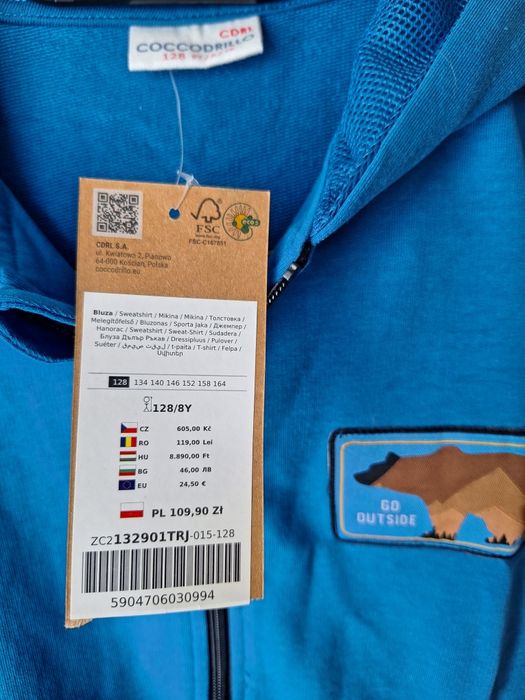 CDRL
COCCODRILLO
128
CDRL S.A.
ul. Kwiatowa 2, Pianowo
64-000 Kościan, Polska
coccodrillo.eu
FSC
FSC-C167851
eco
Bluza / Sweatshirt / Mikina / Mikina / Толстовка /
Melegítőfelső / Bluzonas / Sporta jaka / Джемпер /
Hanorac / Sweatshirt / Sweat-Shirt / Sudadera /
Блуза Дълър Ръкав / Dressipluus / Pulover /
Suéter / / t-paita / T-shirt / Felpa /
128 134 140 146 152 158 164
128/8Y
CZ 605,00 Kč
RO 119,00 Lei
HU 8.890,00 Ft
BG 46,00 ЛВ
EU 24,50 €
PL 109,90 Zł
ZC2132901TRJ-015-128
5904706030994
GO
OUTSIDE